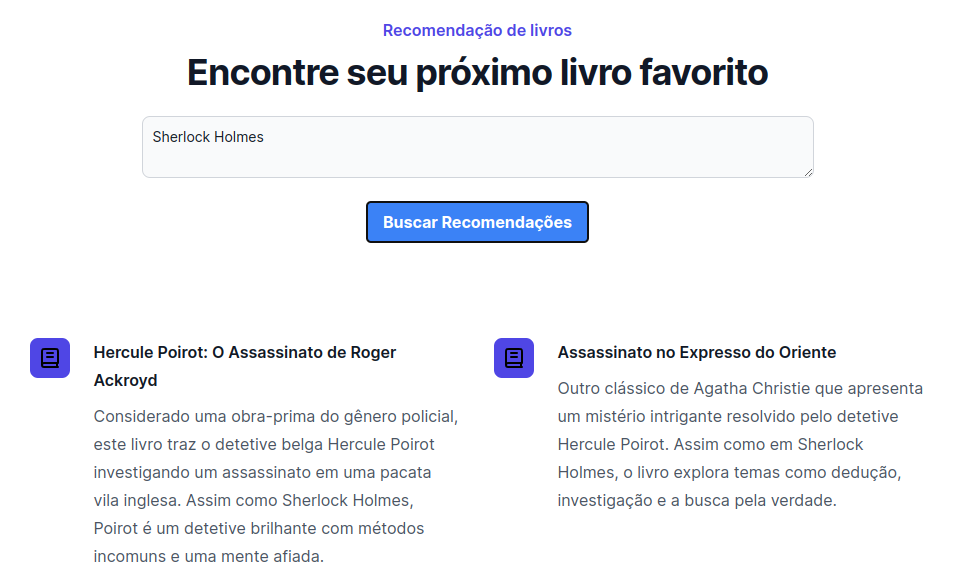 Recomendação de livros
Encontre seu próximo livro favorito
Sherlock Holmes
Buscar Recomendações
Hercule Poirot: O Assassinato de Roger
Ackroyd
Considerado uma obra-prima do gênero policial,
este livro traz o detetive belga Hercule Poirot
investigando um assassinato em uma pacata
vila inglesa. Assim como Sherlock Holmes,
Poirot é um detetive brilhante com métodos
incomuns e uma mente afiada.
Assassinato no Expresso do Oriente
Outro clássico de Agatha Christie que apresenta
um mistério intrigante resolvido pelo detetive
Hercule Poirot. Assim como em Sherlock
Holmes, o livro explora temas como dedução,
investigação e a busca pela verdade.